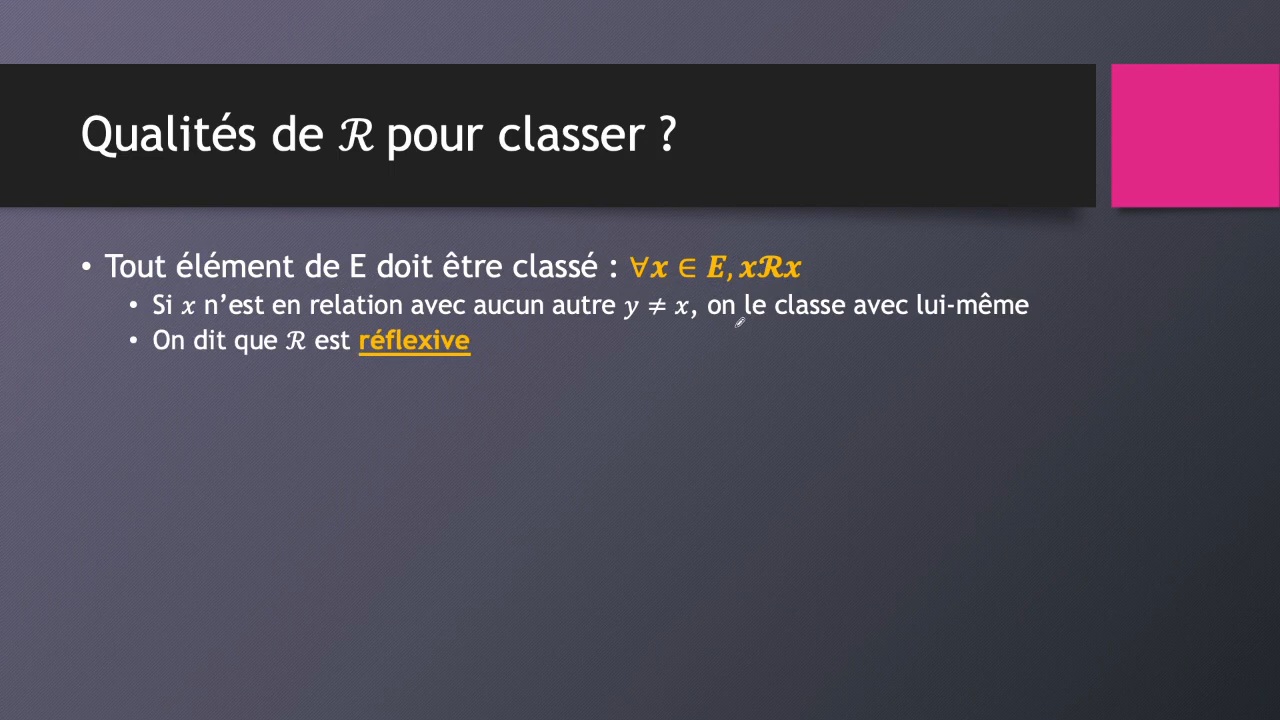 Qualités de ℛ pour classer ?
• Tout élément de E doit être classé : ∀x ∈ E, xℛx
• Si x n’est en relation avec aucun autre y ≠ x, on le classe avec lui-même
• On dit que ℛ est réflexive